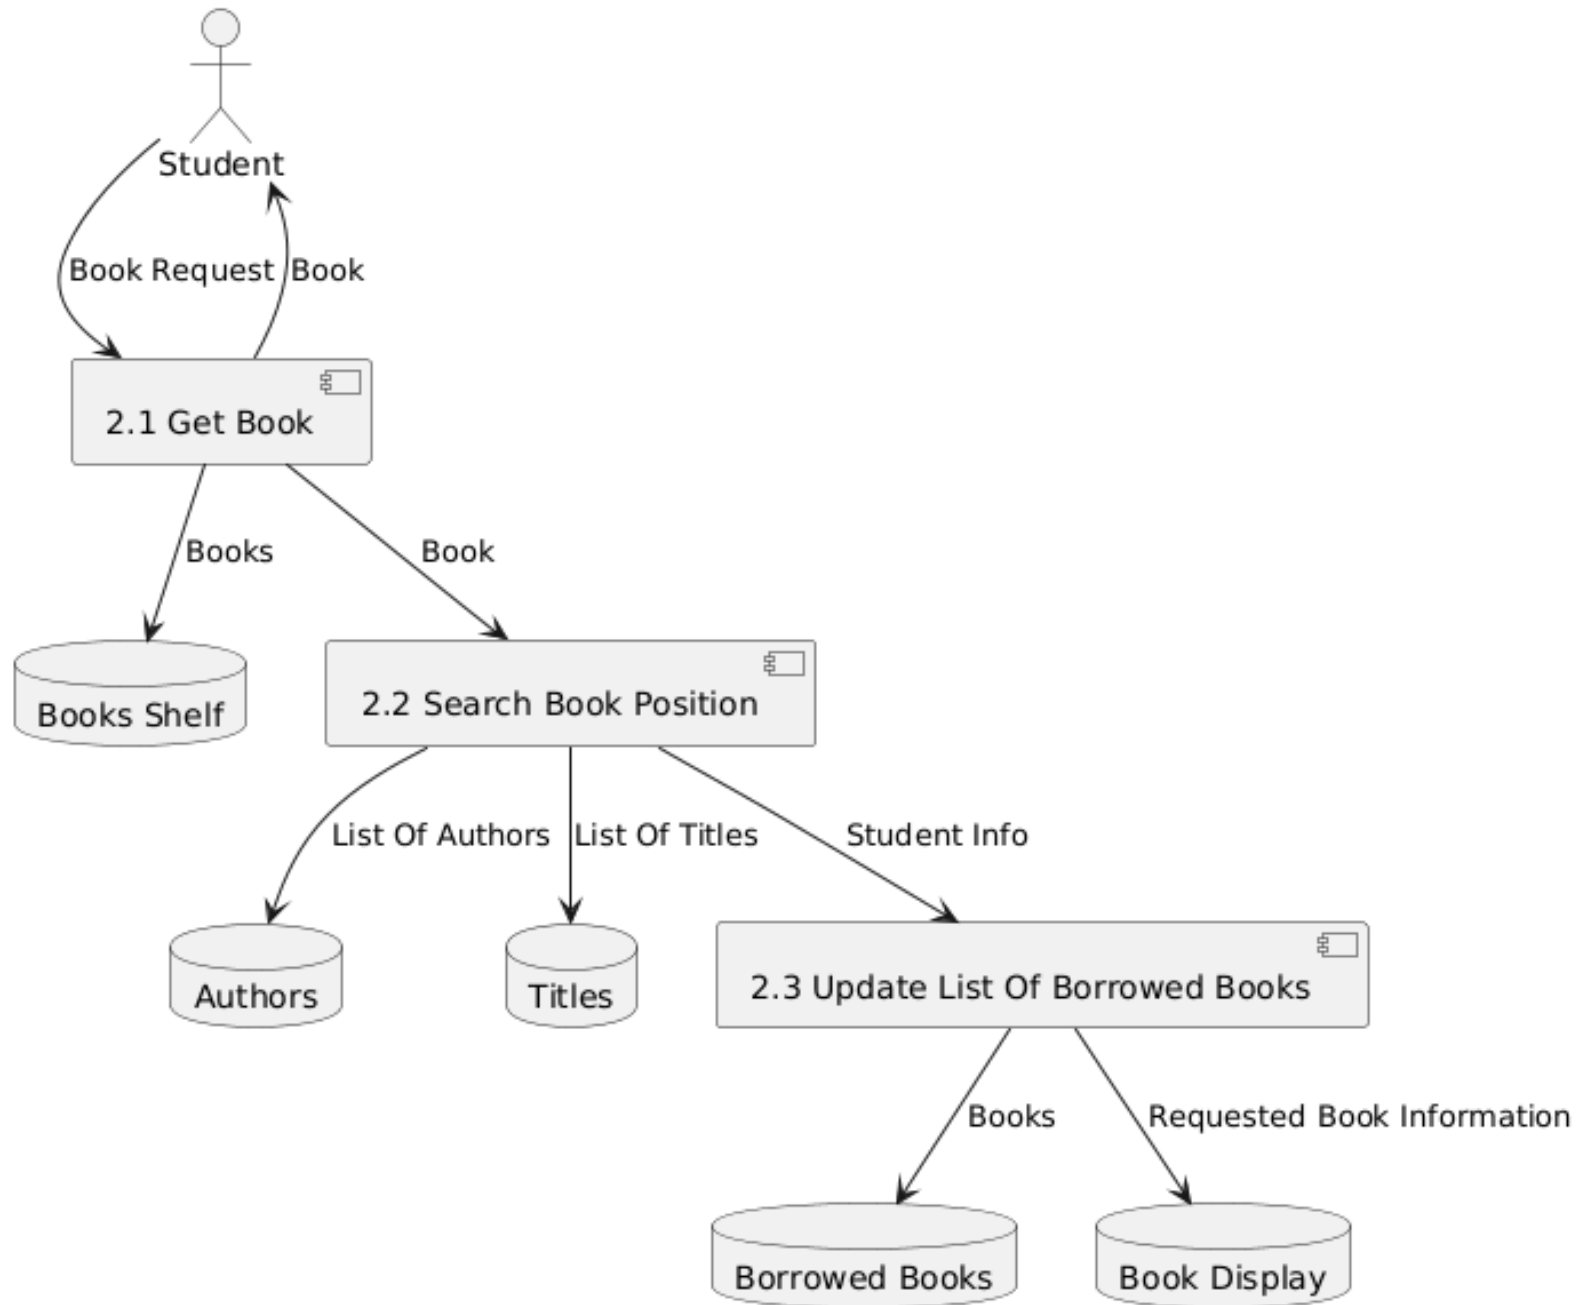 Student
Book Request
Book
2.1 Get Book
Books
Book
Books Shelf
2.2 Search Book Position
List Of Authors
List Of Titles
Student Info
Authors
Titles
2.3 Update List Of Borrowed Books
Books
Requested Book Information
Borrowed Books
Book Display